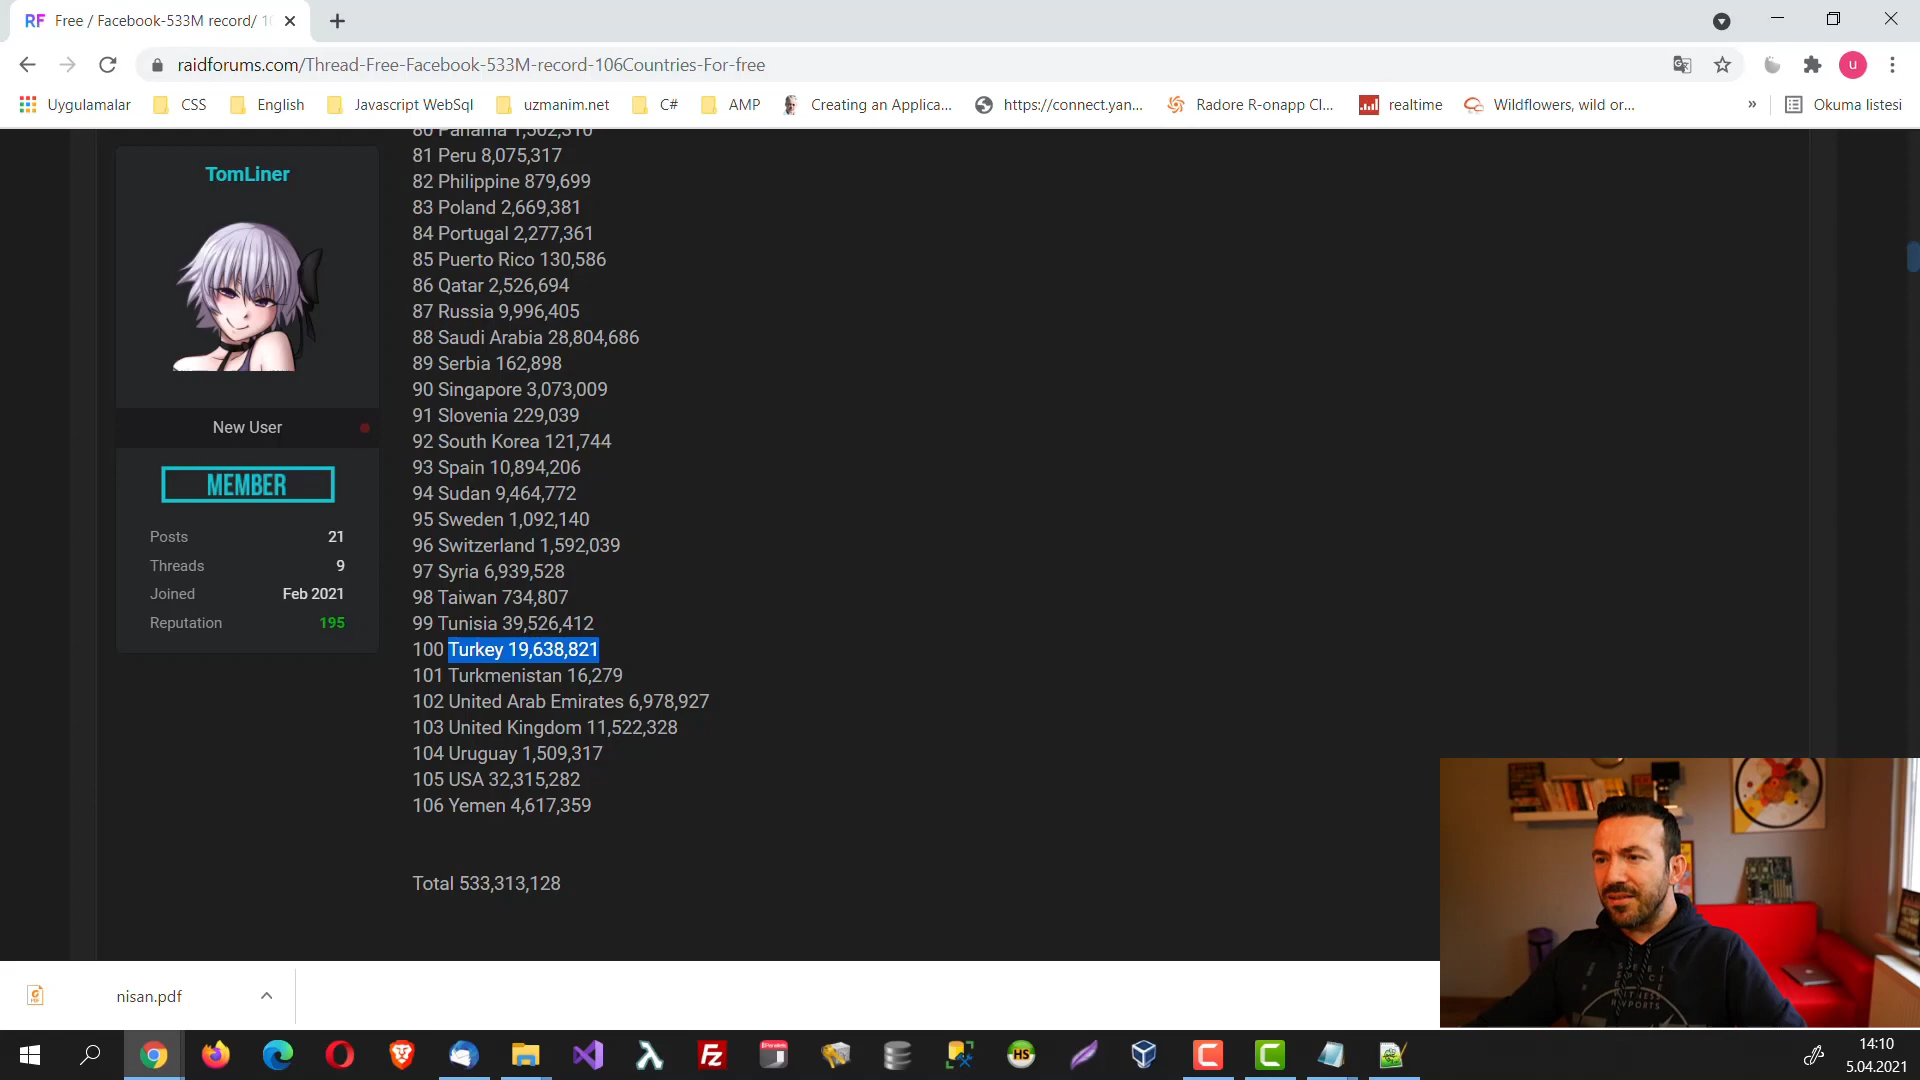 RF Free / Facebook-533M record/ 10
raidforums.com/Thread-Free-Facebook-533M-record-106Countries-For-free
u
Uygulamalar CSS English Javascript WebSql uzmanim.net C# AMP Creating an Applica... https://connect.yan... Radore R-onapp Cl... realtime Wildflowers, wild or... » Okuma listesi
80 Panama 1,502,310
TomLiner
New User
MEMBER
Posts 21
Threads 9
Joined Feb 2021
Reputation 195
81 Peru 8,075,317
82 Philippine 879,699
83 Poland 2,669,381
84 Portugal 2,277,361
85 Puerto Rico 130,586
86 Qatar 2,526,694
87 Russia 9,996,405
88 Saudi Arabia 28,804,686
89 Serbia 162,898
90 Singapore 3,073,009
91 Slovenia 229,039
92 South Korea 121,744
93 Spain 10,894,206
94 Sudan 9,464,772
95 Sweden 1,092,140
96 Switzerland 1,592,039
97 Syria 6,939,528
98 Taiwan 734,807
99 Tunisia 39,526,412
100 Turkey 19,638,821
101 Turkmenistan 16,279
102 United Arab Emirates 6,978,927
103 United Kingdom 11,522,328
104 Uruguay 1,509,317
105 USA 32,315,282
106 Yemen 4,617,359
Total 533,313,128
nisan.pdf
FZ
HS
14:10
5.04.2021